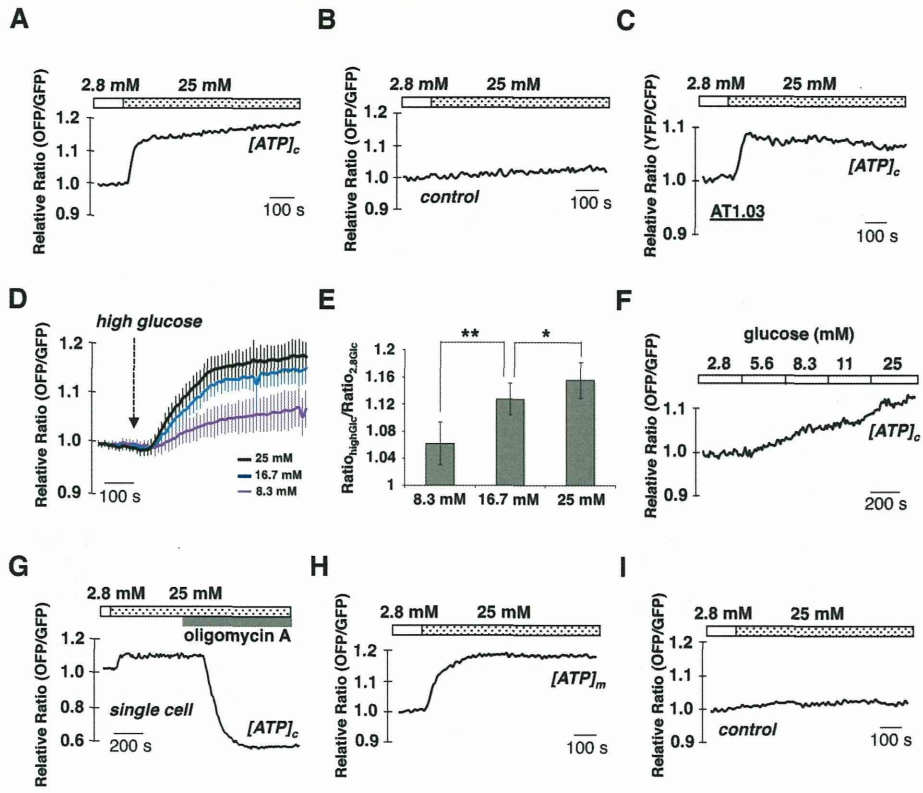 A
2.8 mM 25 mM
Relative Ratio (OFP/GFP)
1.2
1.1
1.0
0.9
[ATP]c
100 s
B
2.8 mM 25 mM
Relative Ratio (OFP/GFP)
1.2
1.1
1.0
0.9
control
100 s
C
2.8 mM 25 mM
Relative Ratio (YFP/CFP)
1.1
1.0
0.9
[ATP]c
AT1.03
100 s
D
high glucose
Relative Ratio (OFP/GFP)
1.2
1.0
0.9
100 s
25 mM
16.7 mM
8.3 mM
E
** *
Ratio highGlc/Ratio 2.8Glc
1.2
1.16
1.12
1.08
1.04
1
8.3 mM 16.7 mM 25 mM
F
glucose (mM)
2.8 5.6 8.3 11 25
Relative Ratio (OFP/GFP)
1.1
1.0
0.9
[ATP]c
200 s
G
2.8 mM 25 mM
oligomycin A
Relative Ratio (OFP/GFP)
1.2
1.0
0.8
0.6
single cell
[ATP]c
200 s
H
2.8 mM 25 mM
Relative Ratio (OFP/GFP)
1.2
1.1
1.0
0.9
[ATP]m
100 s
I
2.8 mM 25 mM
Relative Ratio (OFP/GFP)
1.2
1.1
1.0
0.9
control
100 s